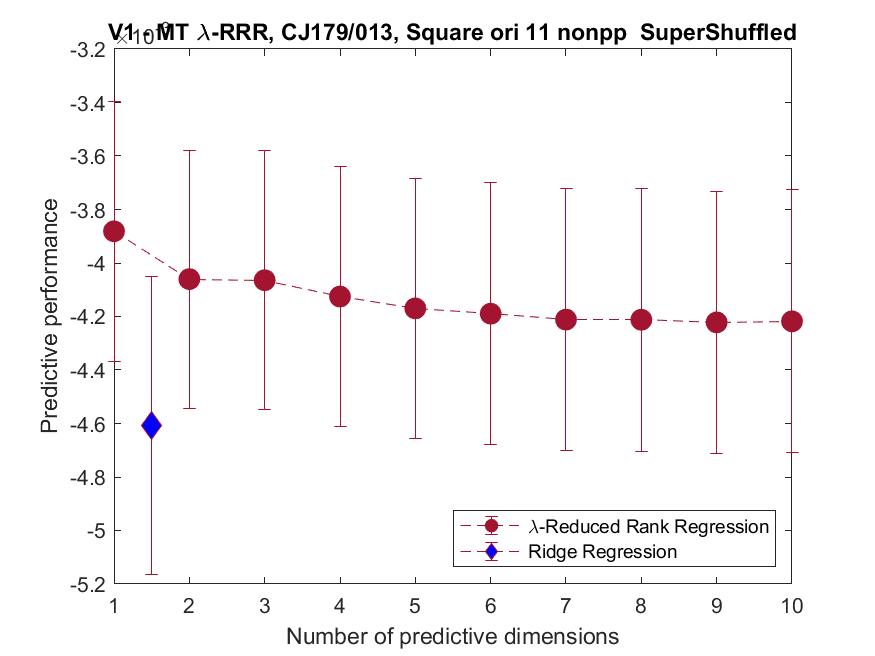 V1 - MT λ-RRR, CJ179/013, Square ori 11 nonpp SuperShuffled
-3.2
-3.4
-3.6
-3.8
-4
-4.2
-4.4
-4.6
-4.8
-5
-5.2
Predictive performance
λ-Reduced Rank Regression
Ridge Regression
1 2 3 4 5 6 7 8 9 10
Number of predictive dimensions